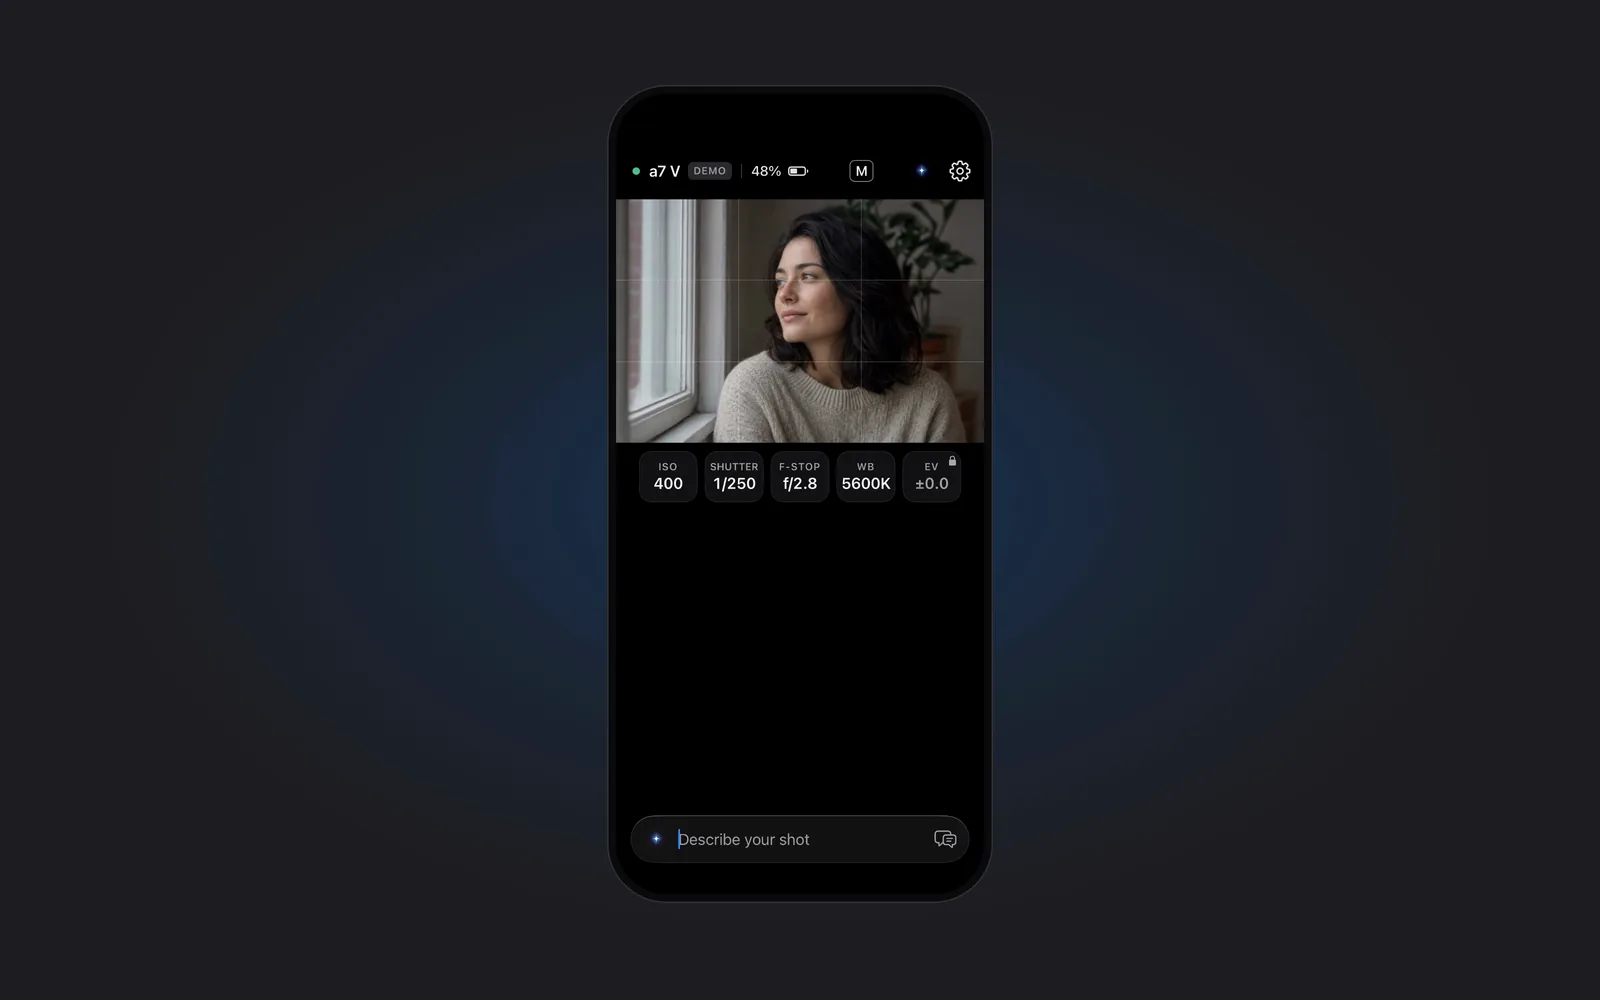 a7 V DEMO 48% M
ISO SHUTTER F-STOP WB EV
400 1/250 f/2.8 5600K ±0.0
Describe your shot